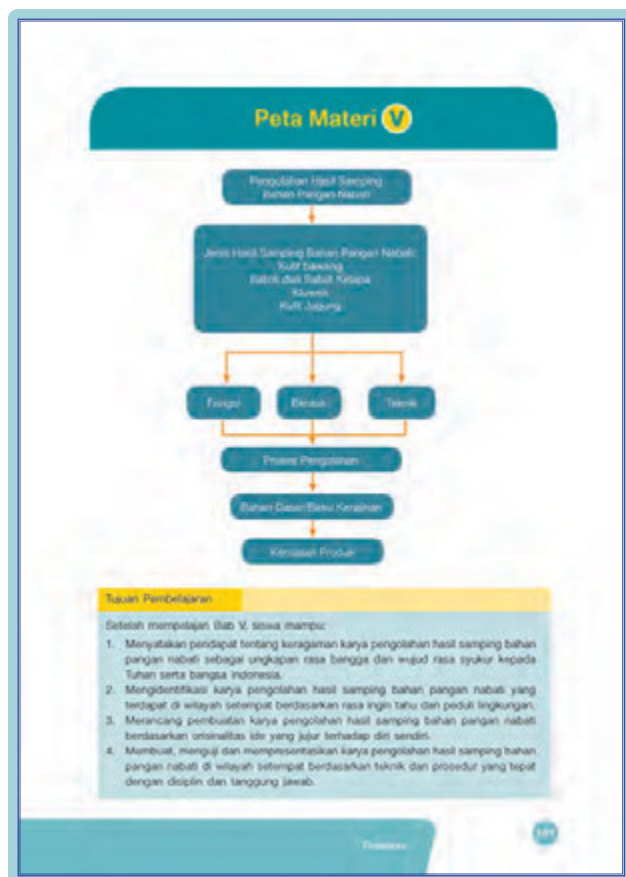 Peta Materi V
Pengolahan Hasil Samping
Bahan Pangan Nabati
Jenis Hasil Samping Bahan Pangan Nabati:
Kulit bawang
Batok dan Sabut Kelapa
Kluwek
Kulit Jagung
Fungsi
Bentuk
Teknik
Proses Pengolahan
Bahan Dasar/Baku Kerajinan
Kemasan Produk
Tujuan Pembelajaran
Setelah mempelajari Bab V, siswa mampu:
1. Menyatakan pendapat tentang keragaman karya pengolahan hasil samping bahan
pangan nabati sebagai ungkapan rasa bangga dan wujud rasa syukur kepada
Tuhan serta bangsa indonesia.
2. Mengidentifikasi karya pengolahan hasil samping bahan pangan nabati yang
terdapat di wilayah setempat berdasarkan rasa ingin tahu dan peduli lingkungan.
3. Merancang pembuatan karya pengolahan hasil samping bahan pangan nabati
berdasarkan orisinalitas ide yang jujur terhadap diri sendiri.
4. Membuat, menguji dan mempresentasikan karya pengolahan hasil samping bahan
pangan nabati di wilayah setempat berdasarkan teknik dan prosedur yang tepat
dengan disiplin dan tanggung jawab.
Prakarya